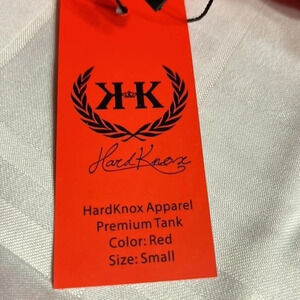 KK
HardKnox
HardKnox Apparel
Premium Tank
Color: Red
Size: Small